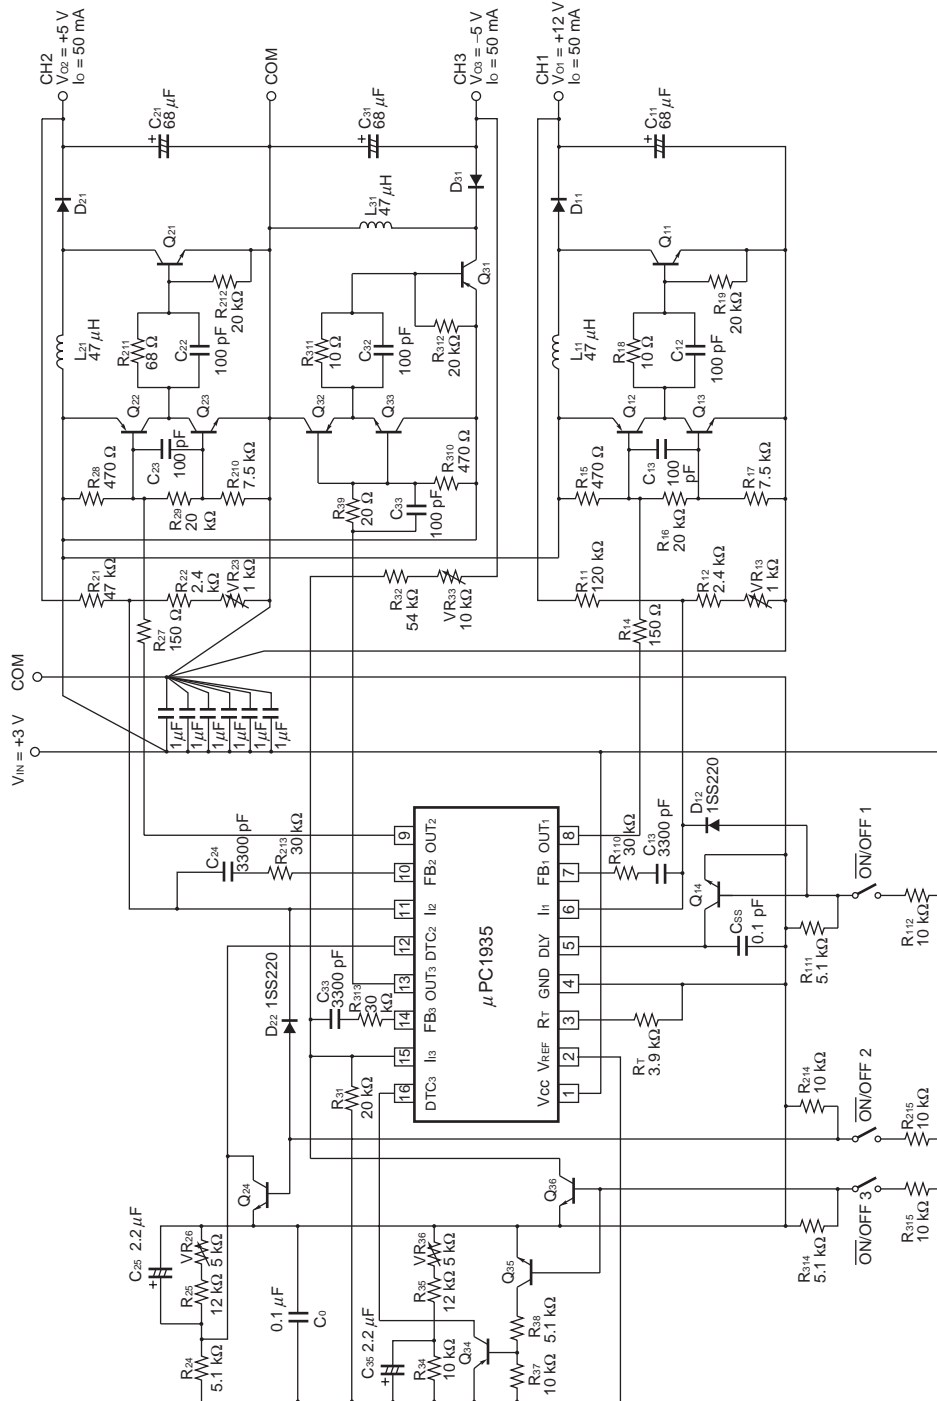 CH2
VO2 = +5 V
IO = 50 mA
COM
CH3
VO3 = –5 V
IO = 50 mA
CH1
VO1 = +12 V
IO = 50 mA
C21
68 µF
C31
68 µF
C11
68 µF
D21
L31
47 µH
D31
D11
Q21
Q31
Q11
R212
20 kΩ
R312
20 kΩ
R19
20 kΩ
L21
47 µH
R211
68 Ω
C22
100 pF
R311
10 Ω
C32
100 pF
L11
47 µH
R18
10 Ω
C12
100 pF
Q22
Q23
Q32
Q33
Q12
Q13
R28
470 Ω
C23
100 pF
R29
20 kΩ
R210
7.5 kΩ
R39
20 Ω
C33
100 pF
R310
470 Ω
R15
470 Ω
C13
100 pF
R16
20 kΩ
R17
7.5 kΩ
R21
47 kΩ
R22
2.4 kΩ
VR23
1 kΩ
R32
54 kΩ
VR33
10 kΩ
R11
120 kΩ
R12
2.4 kΩ
VR13
1 kΩ
R27
150 Ω
R14
150 Ω
COM
VIN = +3 V
1 µF
1 µF
1 µF
1 µF
1 µF
1 µF
C24
3300 pF
R213
30 kΩ
D22 1SS220
C33
3300 pF
R313
30 kΩ
R31
20 kΩ
µPC1935
9 OUT2
10 FB2
11 II2
12 DTC2
13 OUT3
14 FB3
15 II3
16 DTC3
8 OUT1
7 FB1
6 II1
5 DLY
4 GND
3 RT
2 VREF
1 VCC
R110
30 kΩ
C13
3300 pF
D12
1SS220
Q14
CSS
0.1 pF
R111
5.1 kΩ
ON/OFF 1
R112
10 kΩ
RT
3.9 kΩ
R214
10 kΩ
ON/OFF 2
R215
10 kΩ
ON/OFF 3
R315
10 kΩ
R314
5.1 kΩ
Q24
Q36
C25 2.2 µF
VR26
5 kΩ
R25
12 kΩ
R24
5.1 kΩ
0.1 µF
C0
VR36
5 kΩ
R35
12 kΩ
C35 2.2 µF
R34
10 kΩ
Q34
Q35
R38
5.1 kΩ
R37
10 kΩ